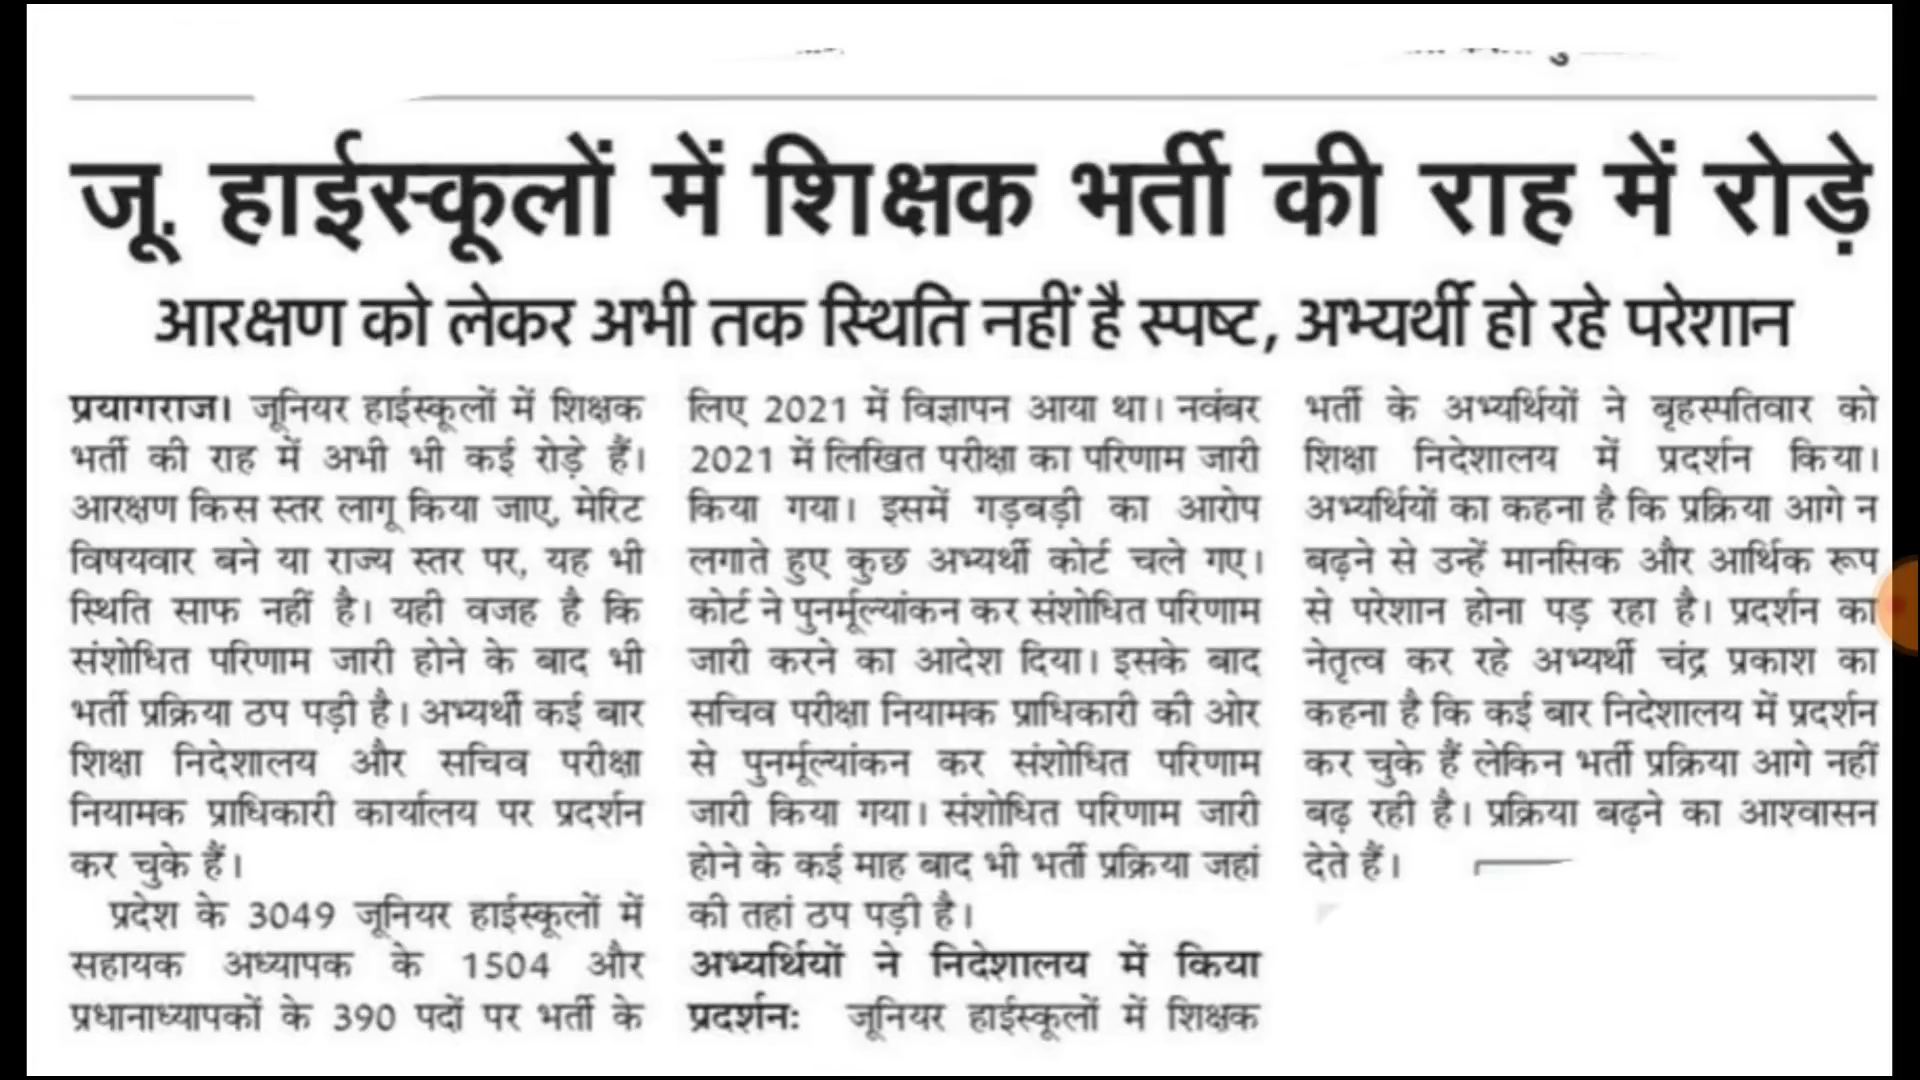 जू. हाईस्कूलों में शिक्षक भर्ती की राह में रोड़े
आरक्षण को लेकर अभी तक स्थिति नहीं है स्पष्ट, अभ्यर्थी हो रहे परेशान
प्रयागराज। जूनियर हाईस्कूलों में शिक्षक
भर्ती की राह में अभी भी कई रोड़े हैं।
आरक्षण किस स्तर लागू किया जाए, मेरिट
विषयवार बने या राज्य स्तर पर, यह भी
स्थिति साफ नहीं है। यही वजह है कि
संशोधित परिणाम जारी होने के बाद भी
भर्ती प्रक्रिया ठप पड़ी है। अभ्यर्थी कई बार
शिक्षा निदेशालय और सचिव परीक्षा
नियामक प्राधिकारी कार्यालय पर प्रदर्शन
कर चुके हैं।
प्रदेश के 3049 जूनियर हाईस्कूलों में
सहायक अध्यापक के 1504 और
प्रधानाध्यापकों के 390 पदों पर भर्ती के
लिए 2021 में विज्ञापन आया था। नवंबर
2021 में लिखित परीक्षा का परिणाम जारी
किया गया। इसमें गड़बड़ी का आरोप
लगाते हुए कुछ अभ्यर्थी कोर्ट चले गए।
कोर्ट ने पुनर्मूल्यांकन कर संशोधित परिणाम
जारी करने का आदेश दिया। इसके बाद
सचिव परीक्षा नियामक प्राधिकारी की ओर
से पुनर्मूल्यांकन कर संशोधित परिणाम
जारी किया गया। संशोधित परिणाम जारी
होने के कई माह बाद भी भर्ती प्रक्रिया जहां
की तहां ठप पड़ी है।
अभ्यर्थियों ने निदेशालय में किया
प्रदर्शनः जूनियर हाईस्कूलों में शिक्षक
भर्ती के अभ्यर्थियों ने बृहस्पतिवार को
शिक्षा निदेशालय में प्रदर्शन किया।
अभ्यर्थियों का कहना है कि प्रक्रिया आगे न
बढ़ने से उन्हें मानसिक और आर्थिक रूप
से परेशान होना पड़ रहा है। प्रदर्शन का
नेतृत्व कर रहे अभ्यर्थी चंद्र प्रकाश का
कहना है कि कई बार निदेशालय में प्रदर्शन
कर चुके हैं लेकिन भर्ती प्रक्रिया आगे नहीं
बढ़ रही है। प्रक्रिया बढ़ने का आश्वासन
देते हैं।